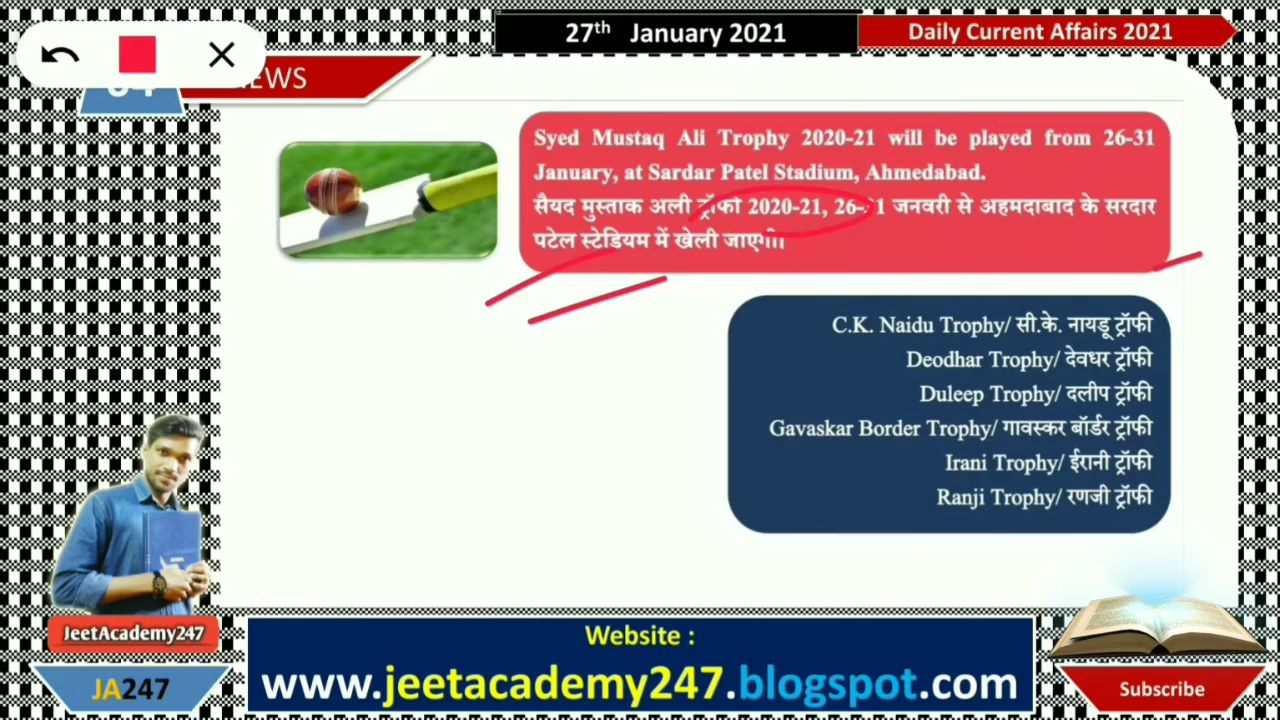 27th January 2021
Daily Current Affairs 2021
Syed Mustaq Ali Trophy 2020-21 will be played from 26-31
January, at Sardar Patel Stadium, Ahmedabad.
सैयद मुस्ताक अली ट्रॉफी 2020-21, 26-31 जनवरी से अहमदाबाद के सरदार
पटेल स्टेडियम में खेली जाएगी।
C.K. Naidu Trophy/ सी.के. नायडू ट्रॉफी
Deodhar Trophy/ देवधर ट्रॉफी
Duleep Trophy/ दलीप ट्रॉफी
Gavaskar Border Trophy/ गावस्कर बॉर्डर ट्रॉफी
Irani Trophy/ ईरानी ट्रॉफी
Ranji Trophy/ रणजी ट्रॉफी
JeetAcademy247
JA247
Website :
www.jeetacademy247.blogspot.com
Subscribe